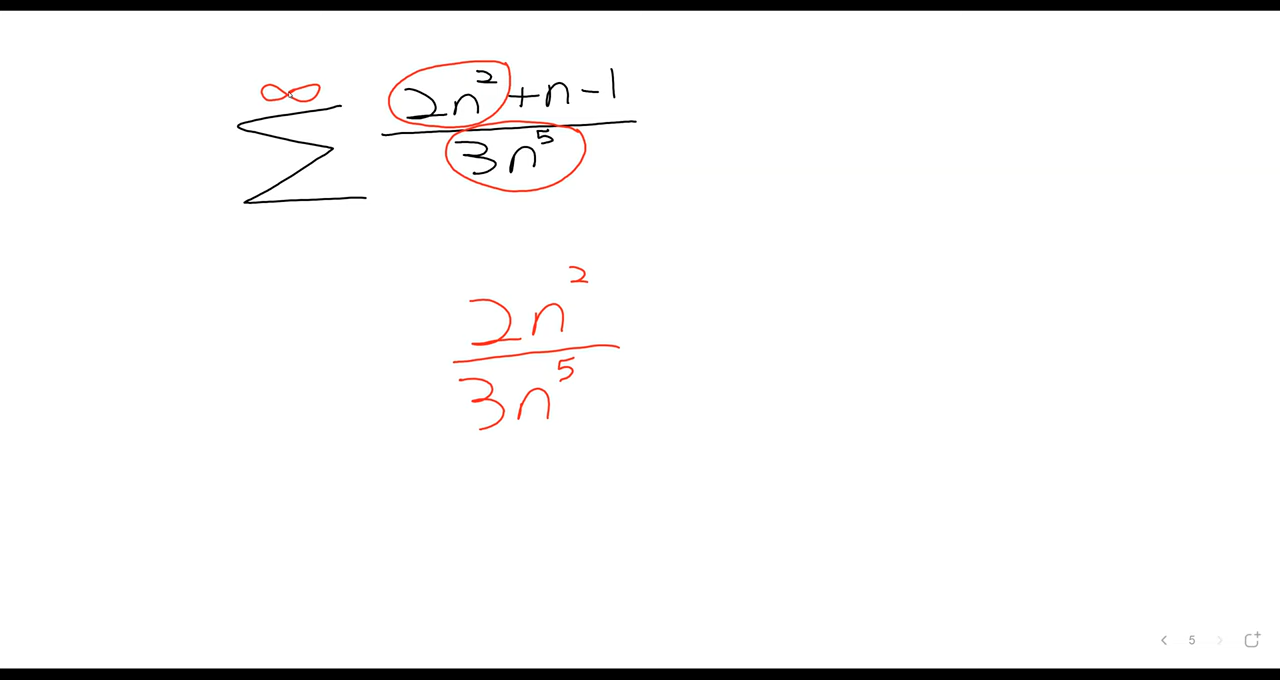 ∞
∑ (2n² + n - 1) / (3n⁵)
2n²
3n⁵
< 5 >